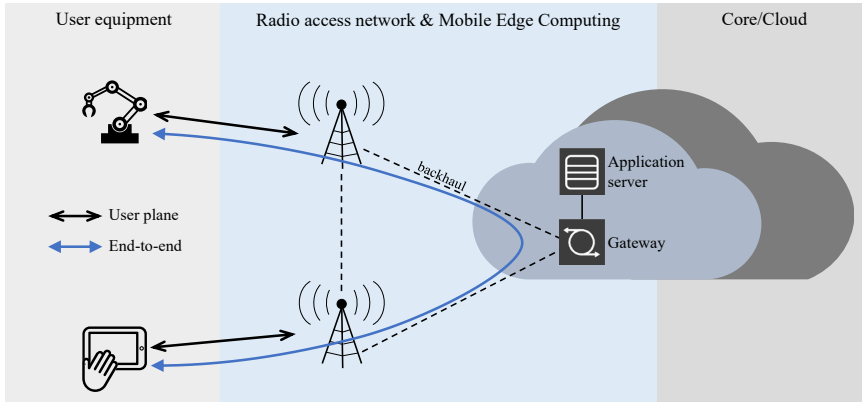 User equipment
Radio access network & Mobile Edge Computing
Core/Cloud
backhaul
Application
server
User plane
End-to-end
Gateway